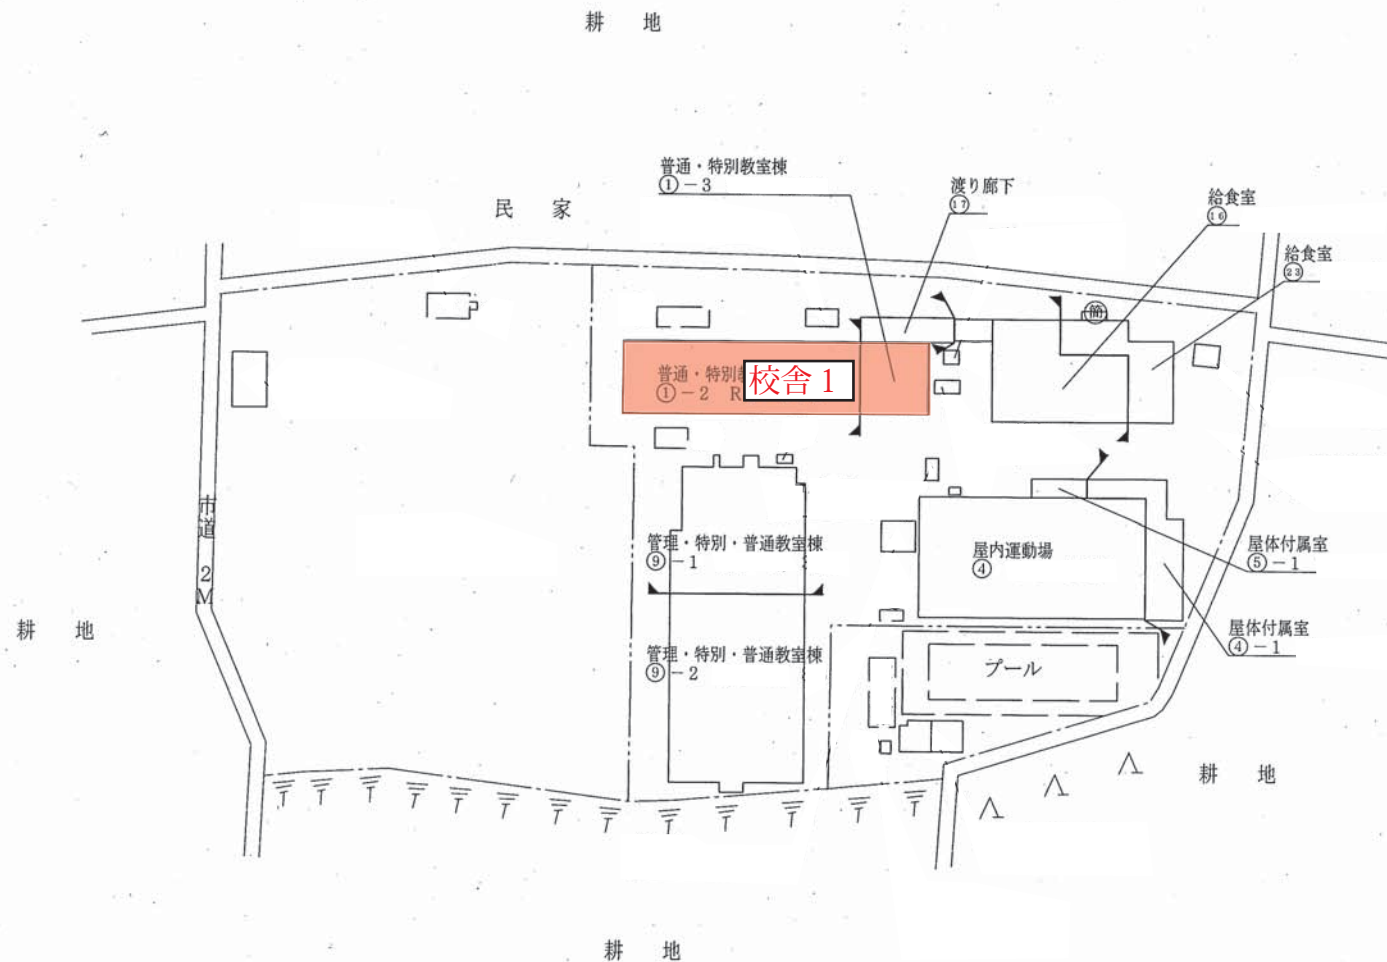 耕 地
普通・特別教室棟
①－3
渡り廊下
⑰
給食室
⑯
民 家
給食室
㉓
簡
普通・特別
①－2 R
校舎１
市道 2M
管理・特別・普通教室棟
⑨－1
屋内運動場
④
屋体付属室
⑤－1
耕 地
屋体付属室
④－1
管理・特別・普通教室棟
⑨－2
プール
耕 地
耕 地